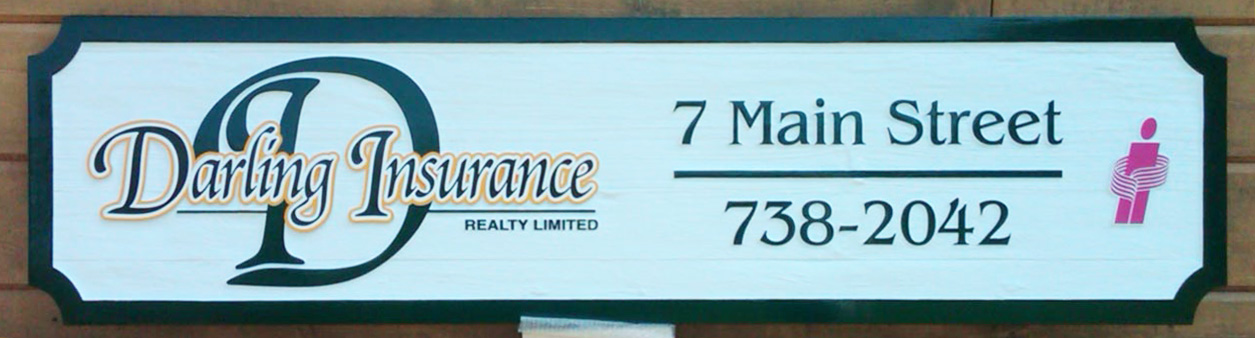 Darling Insurance
REALTY LIMITED
7 Main Street
738-2042